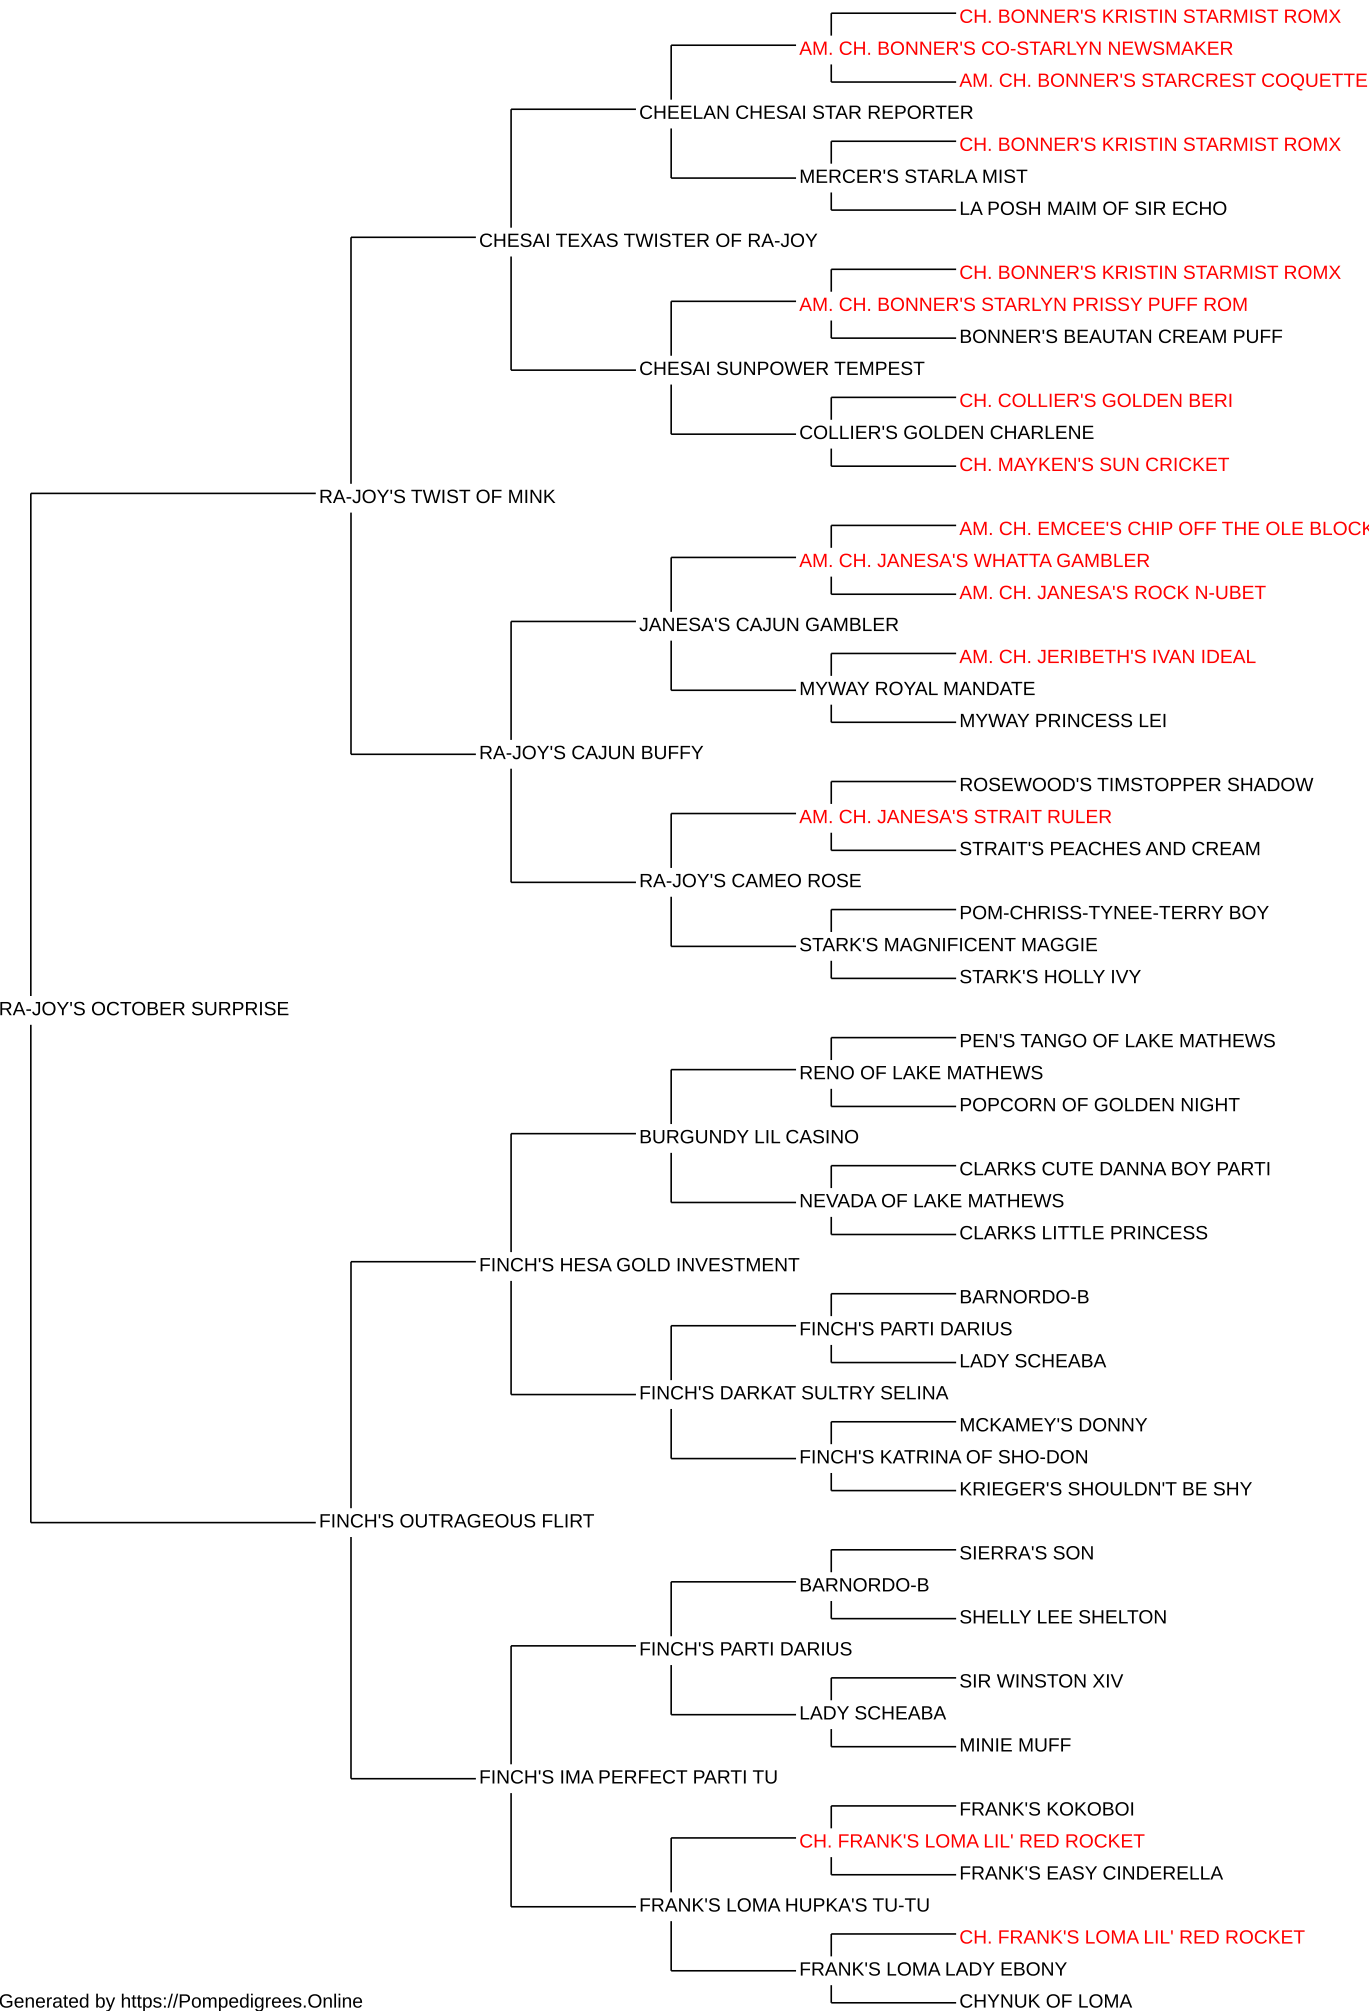 CH. BONNER'S KRISTIN STARMIST ROMX
AM. CH. BONNER'S CO-STARLYN NEWSMAKER
AM. CH. BONNER'S STARCREST COQUETTE
CHEELAN CHESAI STAR REPORTER
CH. BONNER'S KRISTIN STARMIST ROMX
MERCER'S STARLA MIST
LA POSH MAIM OF SIR ECHO
CHESAI TEXAS TWISTER OF RA-JOY
CH. BONNER'S KRISTIN STARMIST ROMX
AM. CH. BONNER'S STARLYN PRISSY PUFF ROM
BONNER'S BEAUTAN CREAM PUFF
CHESAI SUNPOWER TEMPEST
CH. COLLIER'S GOLDEN BERI
COLLIER'S GOLDEN CHARLENE
CH. MAYKEN'S SUN CRICKET
RA-JOY'S TWIST OF MINK
AM. CH. EMCEE'S CHIP OFF THE OLE BLOCK
AM. CH. JANESA'S WHATTA GAMBLER
AM. CH. JANESA'S ROCK N-UBET
JANESA'S CAJUN GAMBLER
AM. CH. JERIBETH'S IVAN IDEAL
MYWAY ROYAL MANDATE
MYWAY PRINCESS LEI
RA-JOY'S CAJUN BUFFY
ROSEWOOD'S TIMSTOPPER SHADOW
AM. CH. JANESA'S STRAIT RULER
STRAIT'S PEACHES AND CREAM
RA-JOY'S CAMEO ROSE
POM-CHRISS-TYNEE-TERRY BOY
STARK'S MAGNIFICENT MAGGIE
STARK'S HOLLY IVY
RA-JOY'S OCTOBER SURPRISE
PEN'S TANGO OF LAKE MATHEWS
RENO OF LAKE MATHEWS
POPCORN OF GOLDEN NIGHT
BURGUNDY LIL CASINO
CLARKS CUTE DANNA BOY PARTI
NEVADA OF LAKE MATHEWS
CLARKS LITTLE PRINCESS
FINCH'S HESA GOLD INVESTMENT
BARNORDO-B
FINCH'S PARTI DARIUS
LADY SCHEABA
FINCH'S DARKAT SULTRY SELINA
MCKAMEY'S DONNY
FINCH'S KATRINA OF SHO-DON
KRIEGER'S SHOULDN'T BE SHY
FINCH'S OUTRAGEOUS FLIRT
SIERRA'S SON
BARNORDO-B
SHELLY LEE SHELTON
FINCH'S PARTI DARIUS
SIR WINSTON XIV
LADY SCHEABA
MINIE MUFF
FINCH'S IMA PERFECT PARTI TU
FRANK'S KOKOBOI
CH. FRANK'S LOMA LIL' RED ROCKET
FRANK'S EASY CINDERELLA
FRANK'S LOMA HUPKA'S TU-TU
CH. FRANK'S LOMA LIL' RED ROCKET
FRANK'S LOMA LADY EBONY
CHYNUK OF LOMA
Generated by https://Pompedigrees.Online